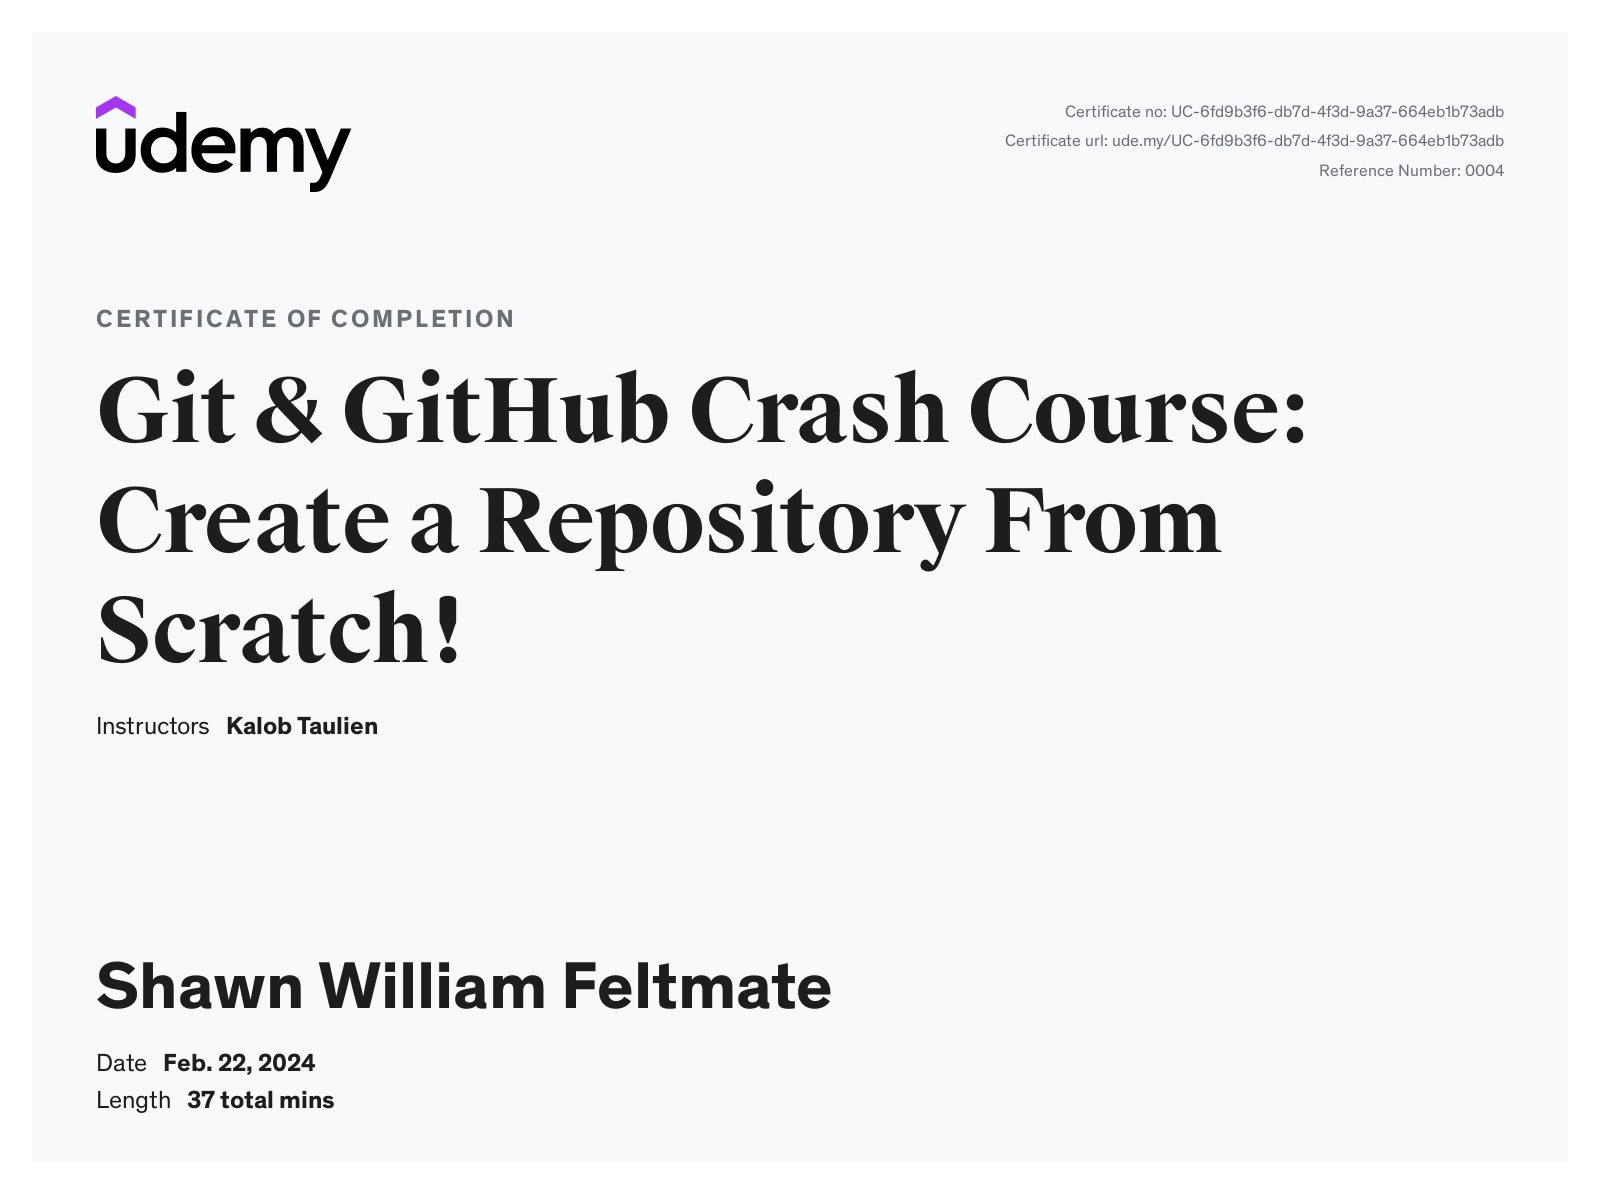 udemy
Certificate no: UC-6fd9b3f6-db7d-4f3d-9a37-664eb1b73adb
Certificate url: ude.my/UC-6fd9b3f6-db7d-4f3d-9a37-664eb1b73adb
Reference Number: 0004
CERTIFICATE OF COMPLETION
Git & GitHub Crash Course:
Create a Repository From
Scratch!
Instructors Kalob Taulien
Shawn William Feltmate
Date Feb. 22, 2024
Length 37 total mins